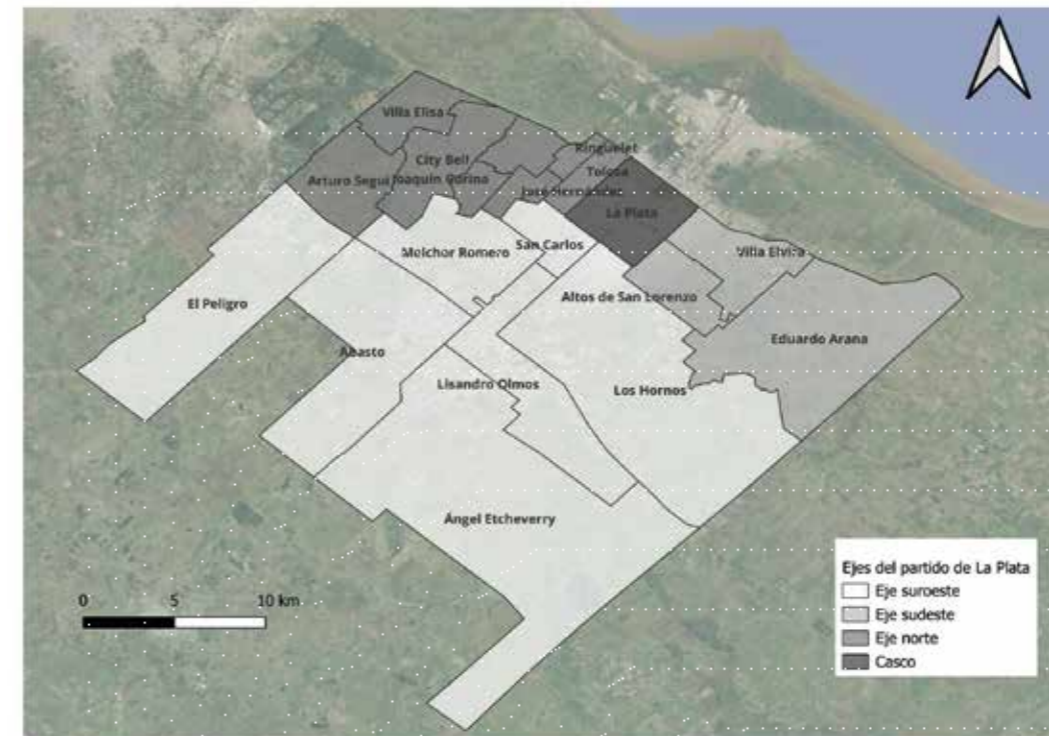 Villa Elisa
Ringuelet
City Bell
Tolosa
Arturo Seguí
Joaquín Gorina
José Hernández
La Plata
San Carlos
Melchor Romero
Villa Elvira
El Peligro
Altos de San Lorenzo
Eduardo Arana
Abasto
Lisandro Olmos
Los Hornos
Ángel Etcheverry
Ejes del partido de La Plata
Eje suroeste
Eje sudeste
Eje norte
Casco
0 5 10 km